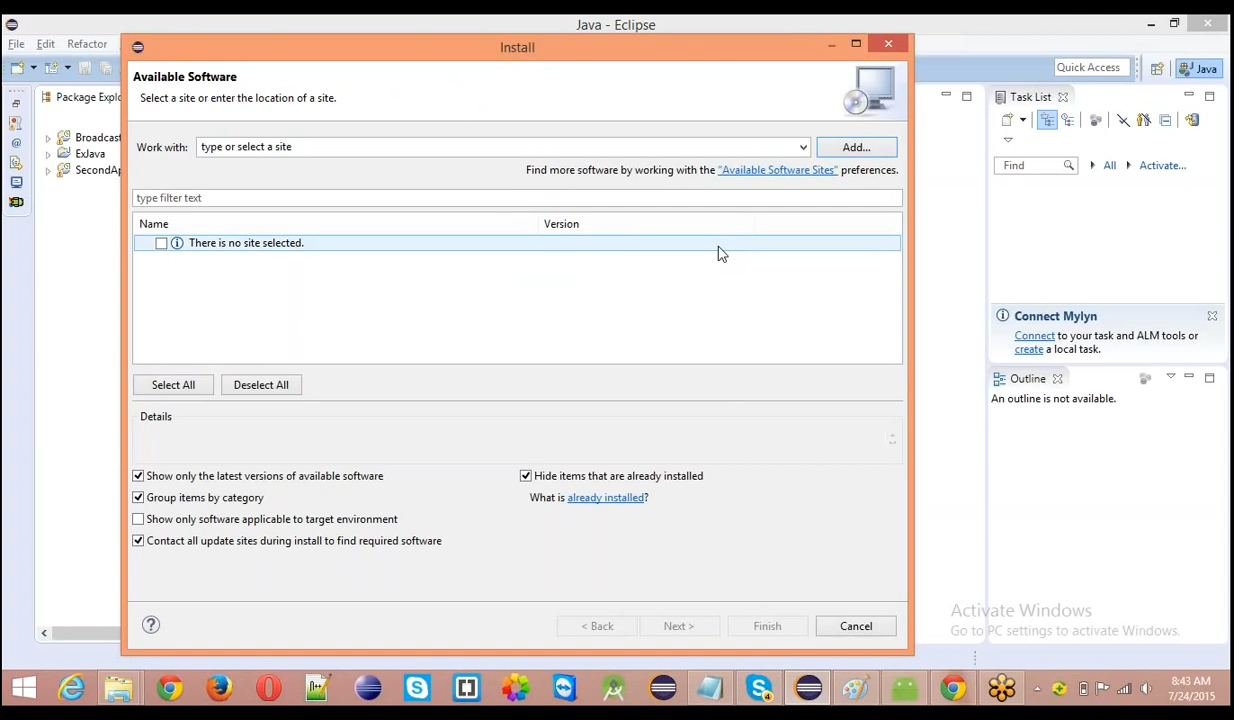 Java - Eclipse
File Edit Refactor
Install
Quick Access
Java
Available Software
Select a site or enter the location of a site.
Package Explo
Task List
Work with: type or select a site Add...
Broadcast
ExJava
SecondAp
Find more software by working with the "Available Software Sites" preferences.
Find All Activate...
type filter text
Name Version
There is no site selected.
Connect Mylyn
Connect to your task and ALM tools or
create a local task.
Outline
An outline is not available.
Select All Deselect All
Details
Show only the latest versions of available software
Hide items that are already installed
Group items by category
What is already installed?
Show only software applicable to target environment
Contact all update sites during install to find required software
Activate Windows
Go to PC settings to activate Windows.
? < Back Next > Finish Cancel
8:43 AM
7/24/2015